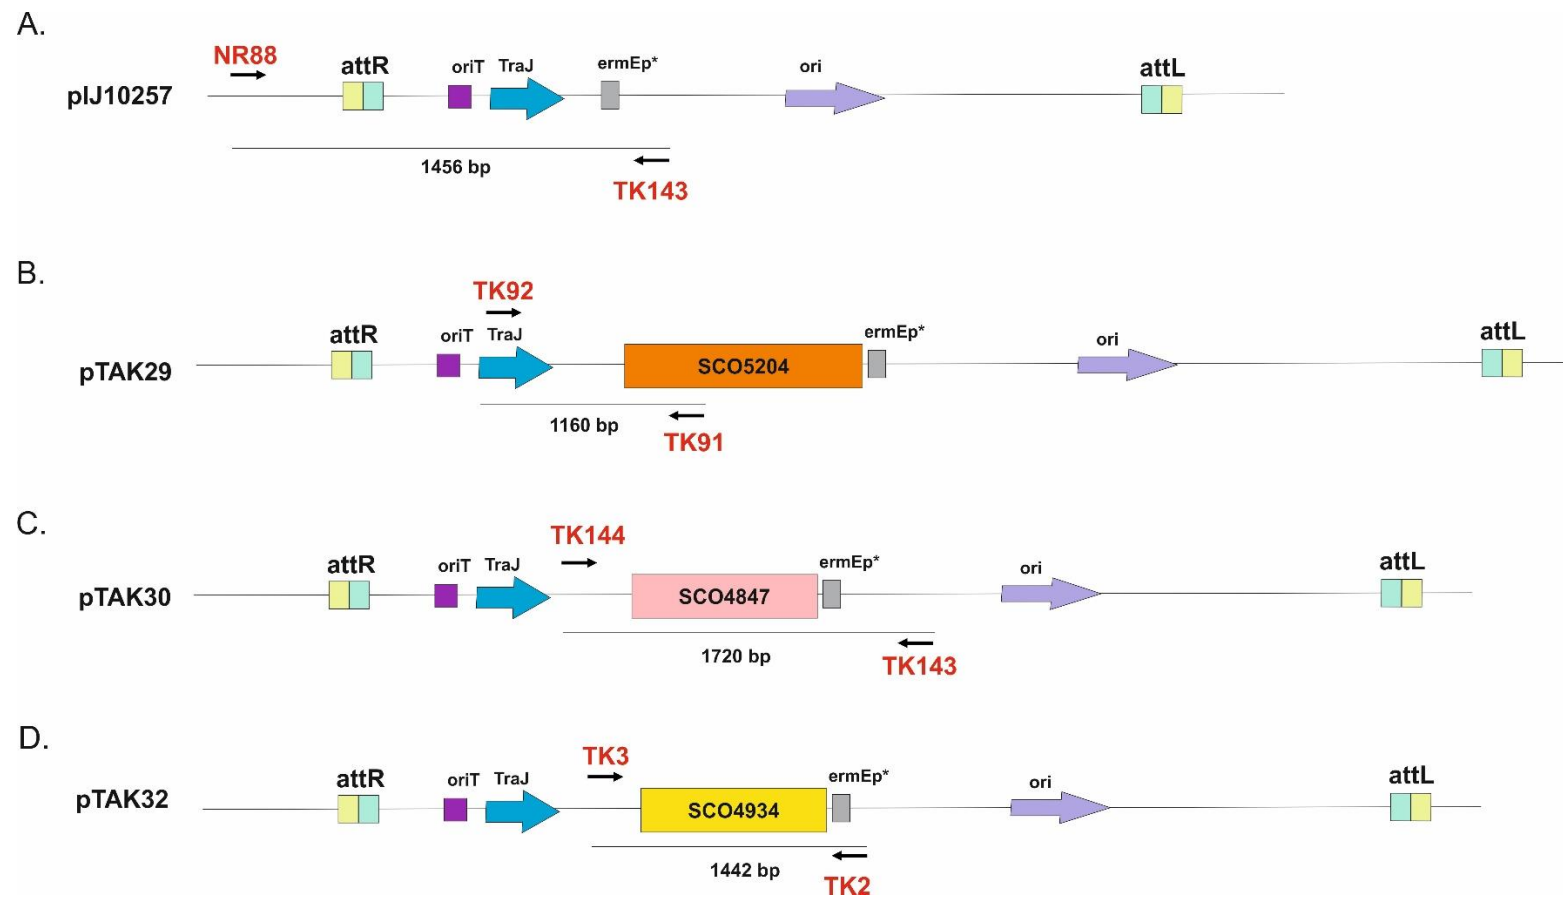 A.
NR88
attR oriT TraJ ermEp* ori attL
pIJ10257
1456 bp
TK143
B.
TK92
attR oriT TraJ ermEp* ori attL
pTAK29 SCO5204
1160 bp
TK91
C.
TK144
attR oriT TraJ ermEp* ori attL
pTAK30 SCO4847
1720 bp
TK143
D.
TK3
attR oriT TraJ ermEp* ori attL
pTAK32 SCO4934
1442 bp
TK2